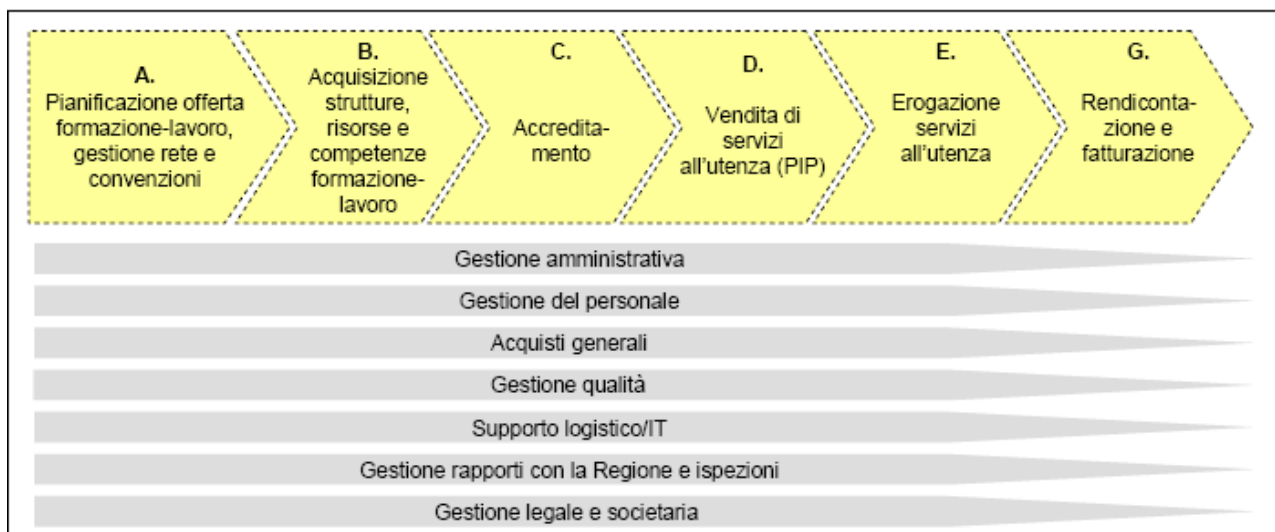 A.
Pianificazione offerta
formazione-lavoro,
gestione rete e
convenzioni
B.
Acquisizione
strutture,
risorse e
competenze
formazione-
lavoro
C.
Accredita-
mento
D.
Vendita di
servizi
all'utenza (PIP)
E.
Erogazione
servizi
all'utenza
G.
Rendiconta-
zione e
fatturazione
Gestione amministrativa
Gestione del personale
Acquisti generali
Gestione qualità
Supporto logistico/IT
Gestione rapporti con la Regione e ispezioni
Gestione legale e societaria